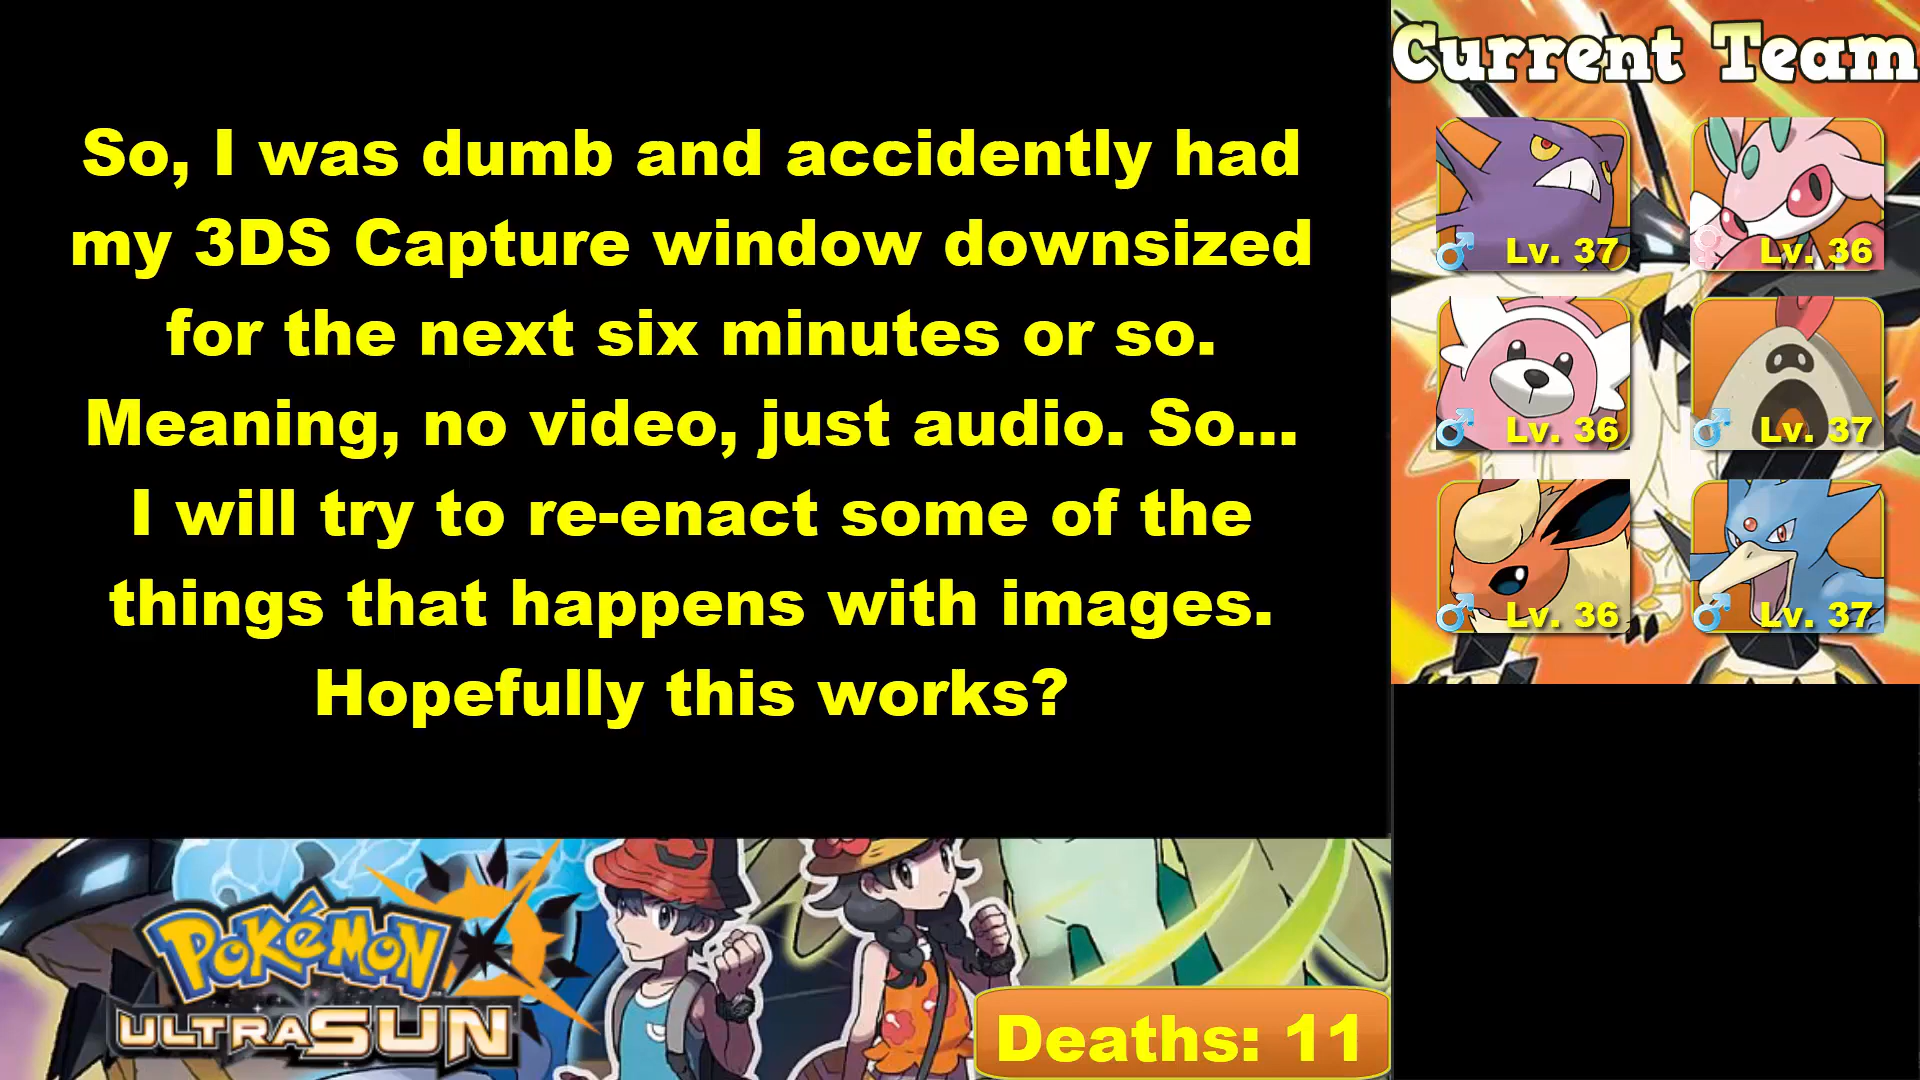 So, I was dumb and accidently had
my 3DS Capture window downsized
for the next six minutes or so.
Meaning, no video, just audio. So...
I will try to re-enact some of the
things that happens with images.
Hopefully this works?
Current Team
Lv. 37
Lv. 36
Lv. 36
Lv. 37
Lv. 36
Lv. 37
POKéMON
ULTRA SUN
Deaths: 11